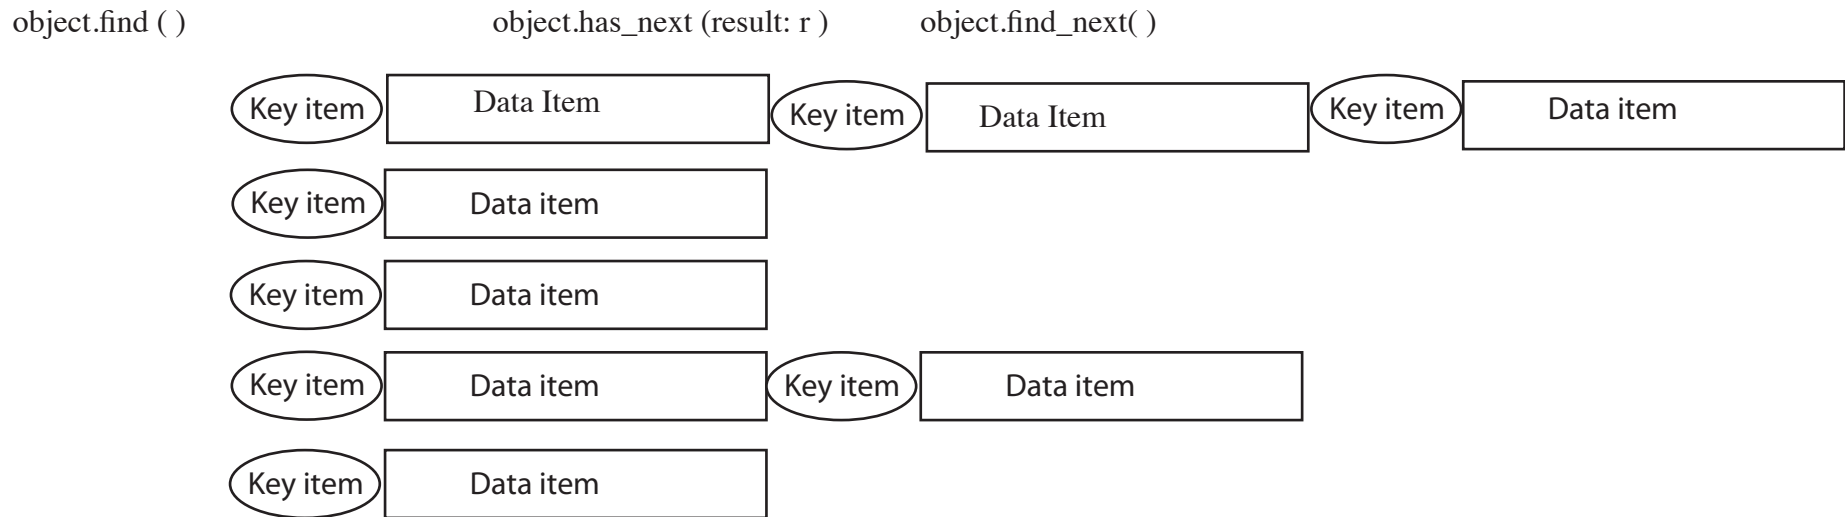 object.find ( ) object.has_next (result: r ) object.find_next( )
Key item Data Item Key item Data Item Key item Data item
Key item Data item
Key item Data item
Key item Data item Key item Data item
Key item Data item